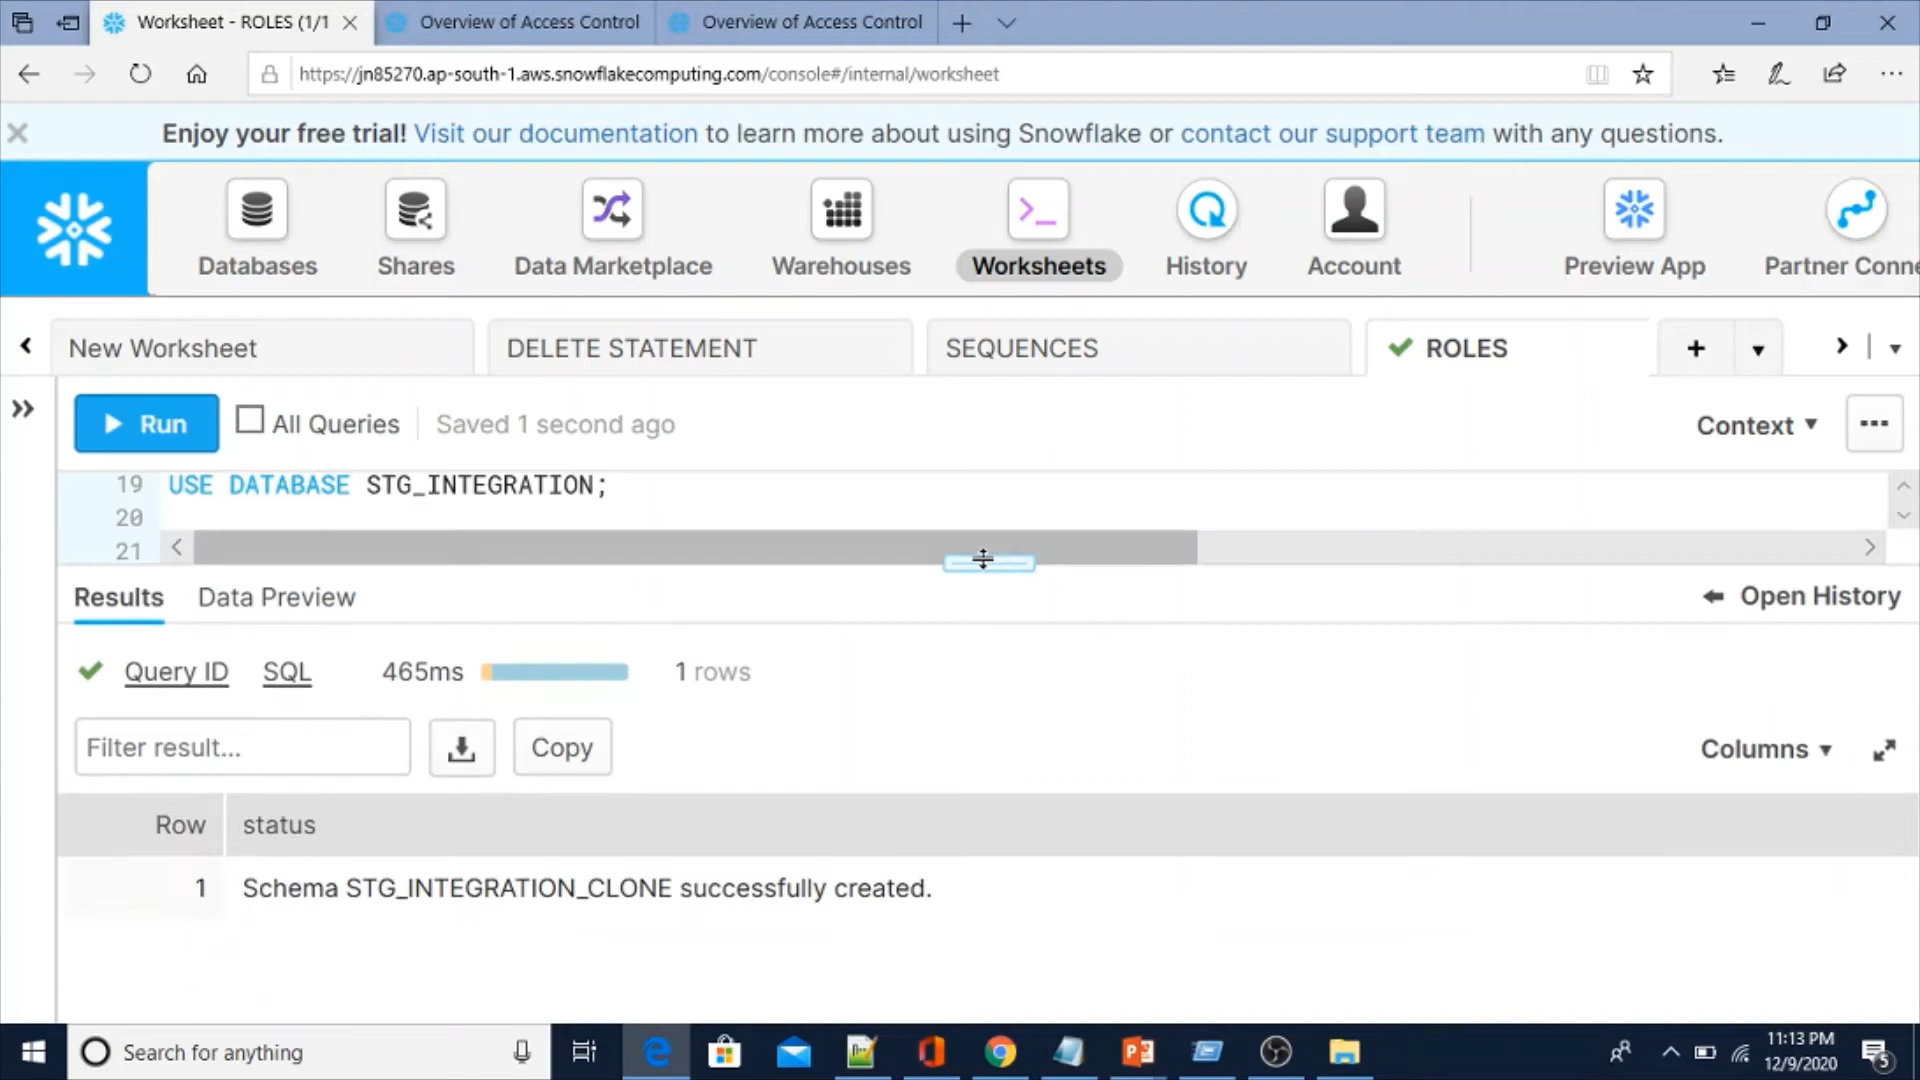 Worksheet - ROLES (1/1
Overview of Access Control
Overview of Access Control
https://jn85270.ap-south-1.aws.snowflakecomputing.com/console#/internal/worksheet
Enjoy your free trial! Visit our documentation to learn more about using Snowflake or contact our support team with any questions.
Databases
Shares
Data Marketplace
Warehouses
Worksheets
History
Account
Preview App
Partner Conne
New Worksheet
DELETE STATEMENT
SEQUENCES
ROLES
Run
All Queries
Saved 1 second ago
Context
19 USE DATABASE STG_INTEGRATION;
20
21
Results
Data Preview
Open History
Query ID
SQL
465ms
1 rows
Filter result...
Copy
Columns
Row status
1 Schema STG_INTEGRATION_CLONE successfully created.
Search for anything
11:13 PM
12/9/2020
5